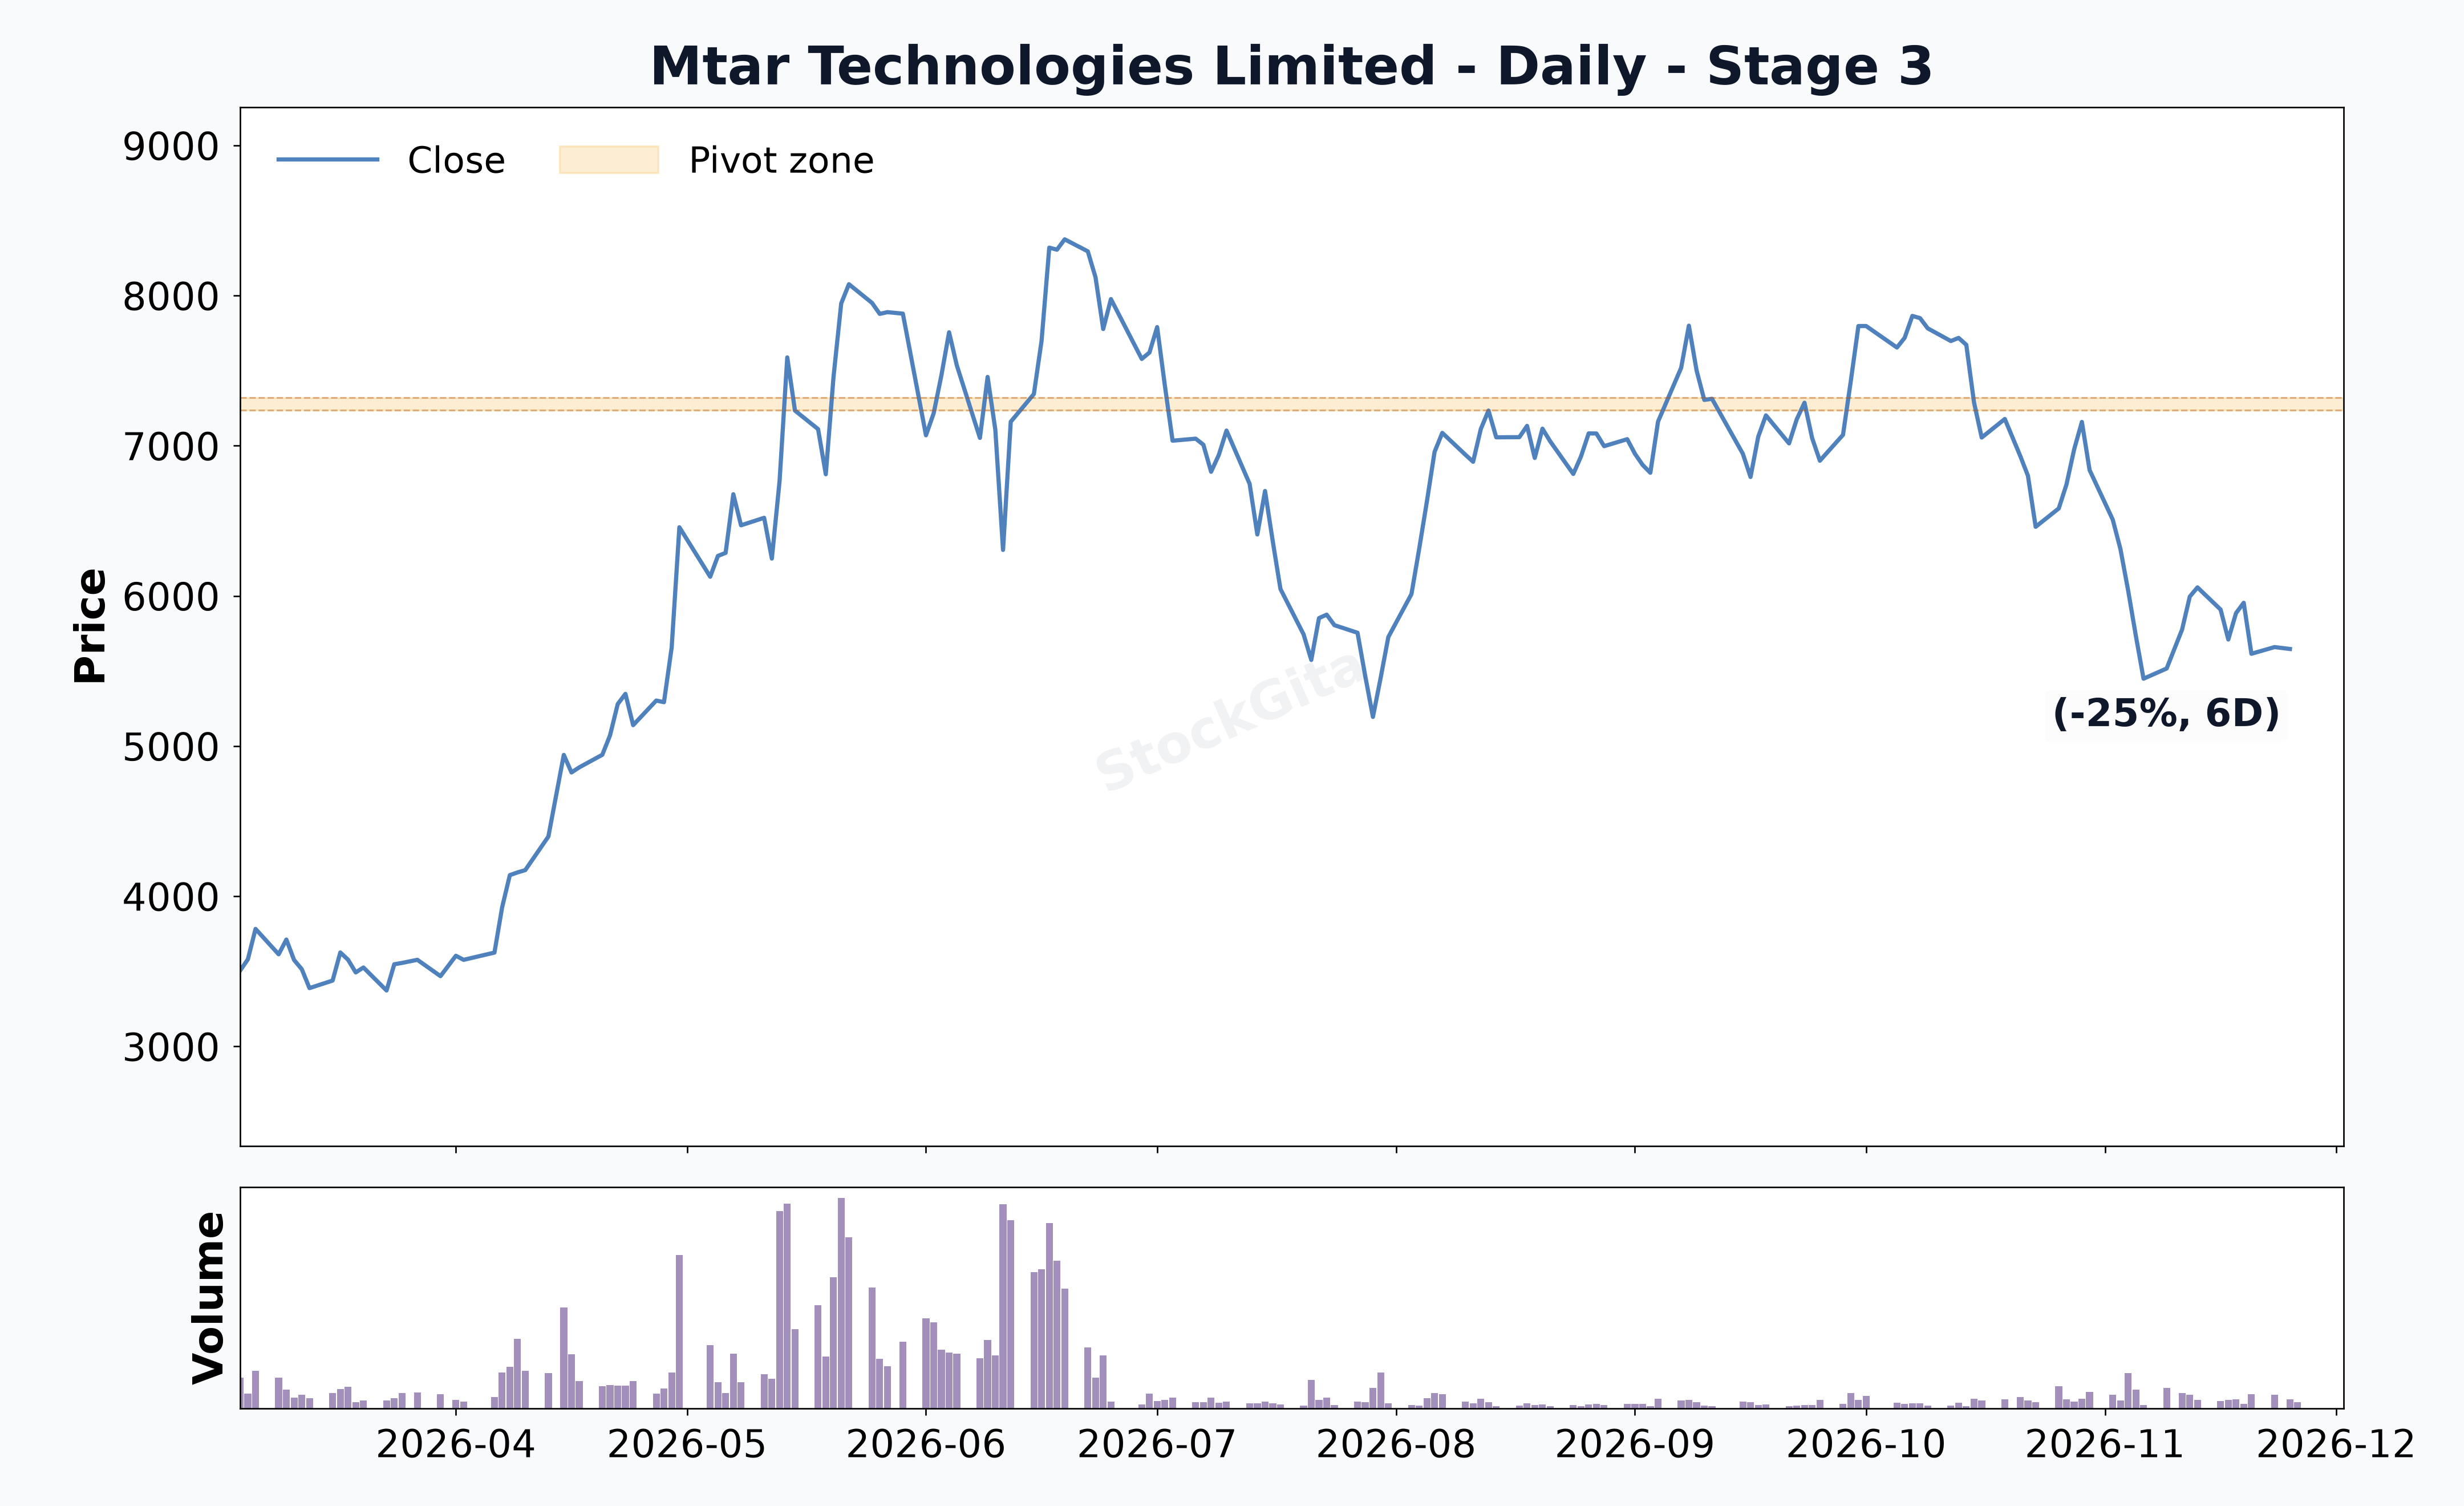 Mtar Technologies Limited - Daily - Stage 3
Close
Pivot zone
9000
8000
7000
6000
5000
4000
3000
Price
StockGita
(-25%, 6D)
Volume
2026-04
2026-05
2026-06
2026-07
2026-08
2026-09
2026-10
2026-11
2026-12